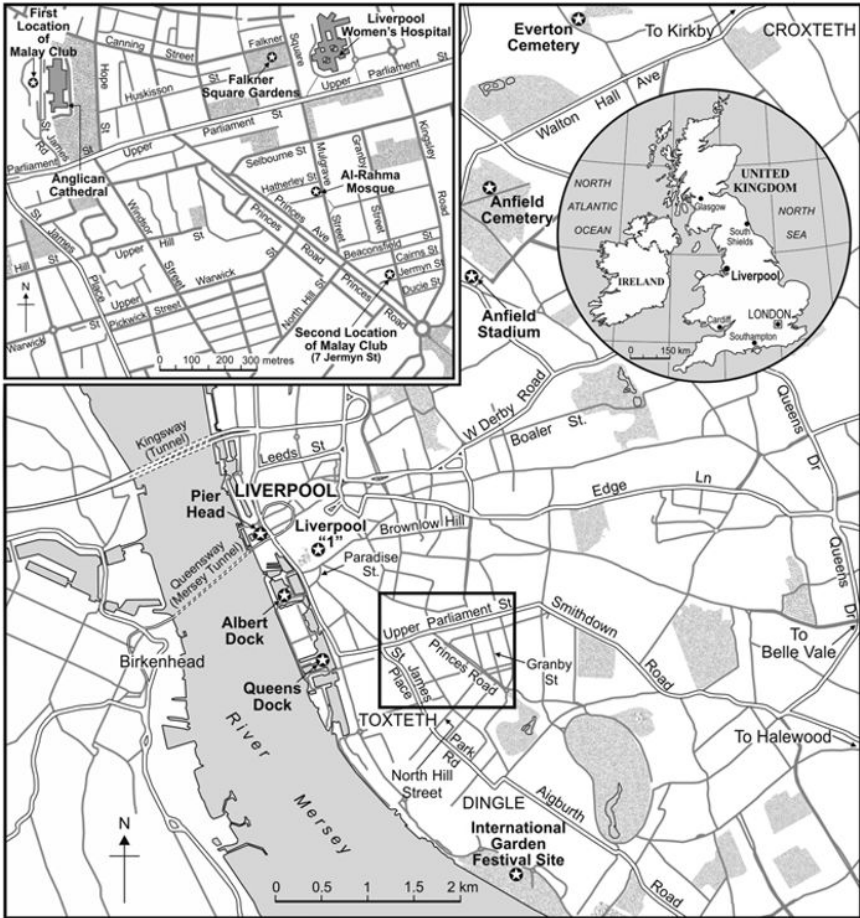 First
Location
of
Malay Club
Canning
Street
Falkner
Square
Liverpool
Women's Hospital
Hope
St
Huskisson
St
Falkner
Square Gardens
Upper Parliament St
St James
Rd
Parliament St
Upper
Parliament
St
Anglican
Cathedral
Selbourne St
Mulgrave
Street
Granby
Street
Kingsley
Road
Al-Rahma
Mosque
Hatherley St
Windsor
Street
Princes Ave
Princes
Road
Princes
Road
Beaconsfield
St
Cairns St
Jermyn St
Ducie St
St
James
Place
Hill St
Upper
Hill
St
Upper
Warwick
St
Pickwick Street
North Hill St
Warwick
St
N
Second Location
of Malay Club
(7 Jermyn St)
0 100 200 300 metres
Everton
Cemetery
To Kirkby
CROXTETH
Walton Hall Ave
Anfield
Cemetery
Anfield
Stadium
NORTH
ATLANTIC
OCEAN
UNITED
KINGDOM
NORTH
SEA
Glasgow
South
Shields
IRELAND
Liverpool
Cardiff
LONDON
Southampton
0 150 km
Kingsway
(Tunnel)
Leeds St
W Derby Road
Boaler St.
Queens
Dr
Pier
Head
LIVERPOOL
Liverpool
"1"
Brownlow Hill
Edge
Ln
Paradise
St.
Queensway
(Mersey Tunnel)
Albert
Dock
Queens
Dr
Birkenhead
Queens
Dock
Upper Parliament St
Smithdown
Road
To
Belle Vale
St
James
Place
Princes Road
Granby
St
TOXTETH
Park
Rd
To Halewood
North Hill
Street
DINGLE
Aigburth
Road
River
Mersey
International
Garden
Festival Site
N
0 0.5 1 2 km